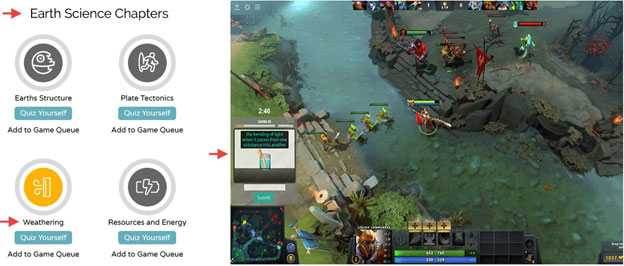 Earth Science Chapters
Earths Structure
Quiz Yourself
Add to Game Queue
Plate Tectonics
Quiz Yourself
Add to Game Queue
Weathering
Quiz Yourself
Add to Game Queue
Resources and Energy
Quiz Yourself
Add to Game Queue
2:46
the bending of light
when it passes from one
substance into another
Submit
LEGION COMMANDER